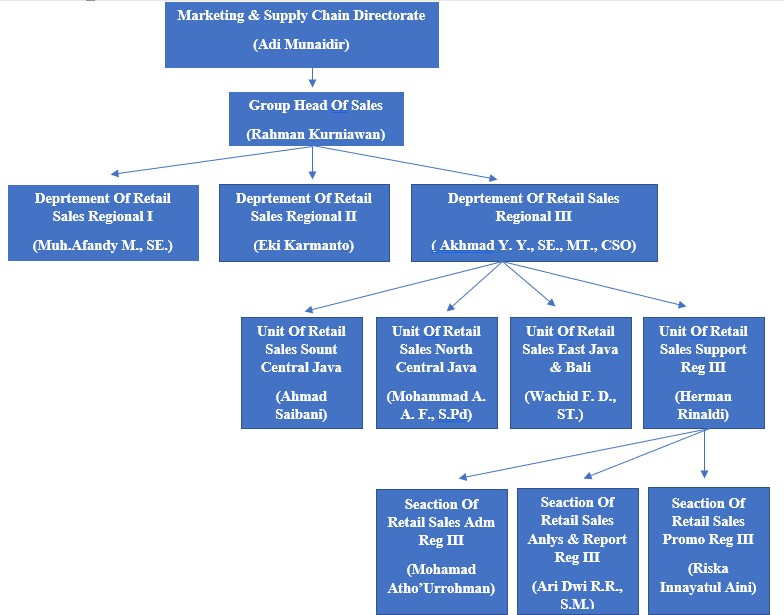 Marketing & Supply Chain Directorate
(Adi Munaidir)
Group Head Of Sales
(Rahman Kurniawan)
Deprtement Of Retail
Sales Regional I
(Muh.Afandy M., SE.)
Deprtement Of Retail
Sales Regional II
(Eki Karmanto)
Deprtement Of Retail Sales
Regional III
( Akhmad Y. Y., SE., MT., CSO)
Unit Of Retail
Sales Sount
Central Java
(Ahmad
Saibani)
Unit Of Retail
Sales North
Central Java
(Mohammad A.
A. F., S.Pd)
Unit Of Retail
Sales East Java
& Bali
(Wachid F. D.,
ST.)
Unit Of Retail
Sales Support
Reg III
(Herman
Rinaldi)
Seaction Of
Retail Sales Adm
Reg III
(Mohamad
Atho’Urrohman)
Seaction Of
Retail Sales
Anlys & Report
Reg III
(Ari Dwi R.R.,
S.M.)
Seaction Of
Retail Sales
Promo Reg III
(Riska
Innayatul Aini)